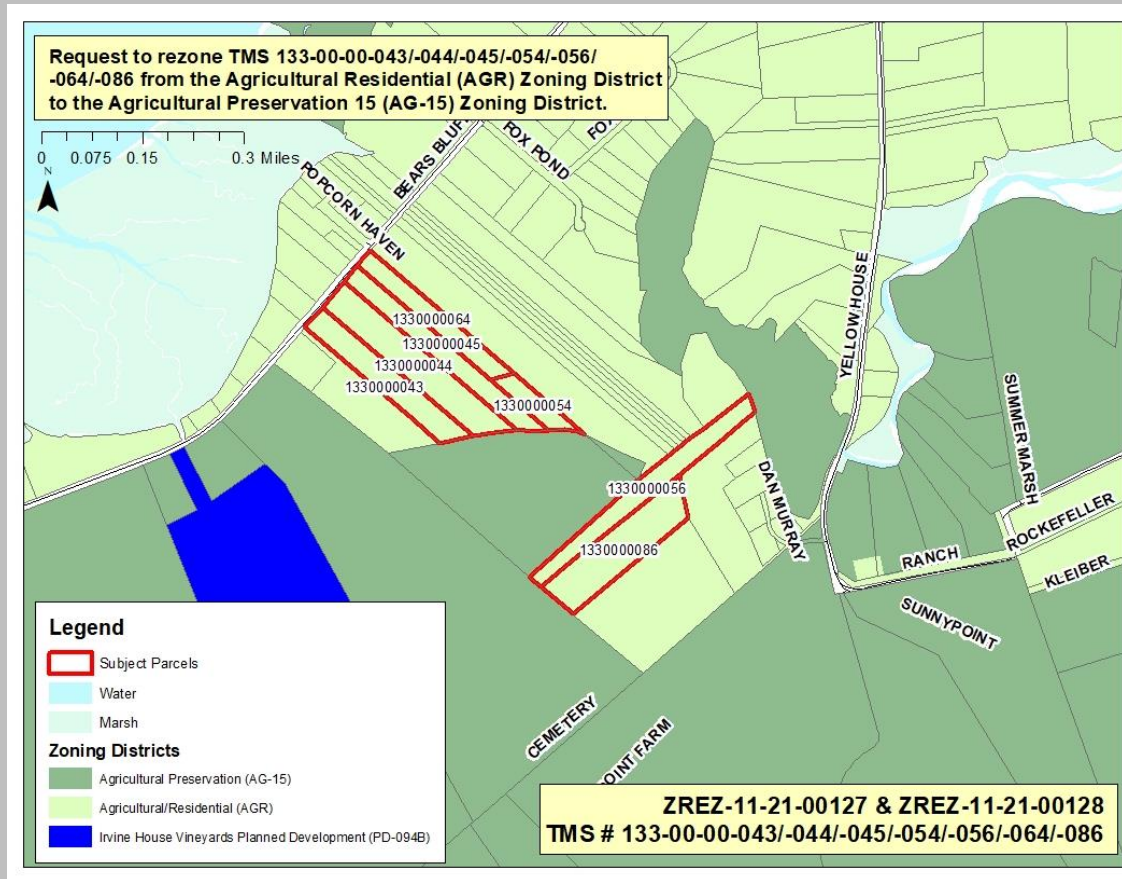 Request to rezone TMS 133-00-00-043/-044/-045/-054/-056/
-064/-086 from the Agricultural Residential (AGR) Zoning District
to the Agricultural Preservation 15 (AG-15) Zoning District.
0 0.075 0.15 0.3 Miles
N
BEARS BLUFF
FOX POND
FOX
POPCORN HAVEN
YELLOW HOUSE
1330000064
1330000045
1330000044
1330000043
1330000054
1330000056
1330000086
DAN MURRAY
SUMMER MARSH
ROCKEFELLER
RANCH
KLEIBER
SUNNYPOINT
CEMETERY
OINT FARM
Legend
Subject Parcels
Water
Marsh
Zoning Districts
Agricultural Preservation (AG-15)
Agricultural/Residential (AGR)
Irvine House Vineyards Planned Development (PD-094B)
ZREZ-11-21-00127 & ZREZ-11-21-00128
TMS # 133-00-00-043/-044/-045/-054/-056/-064/-086